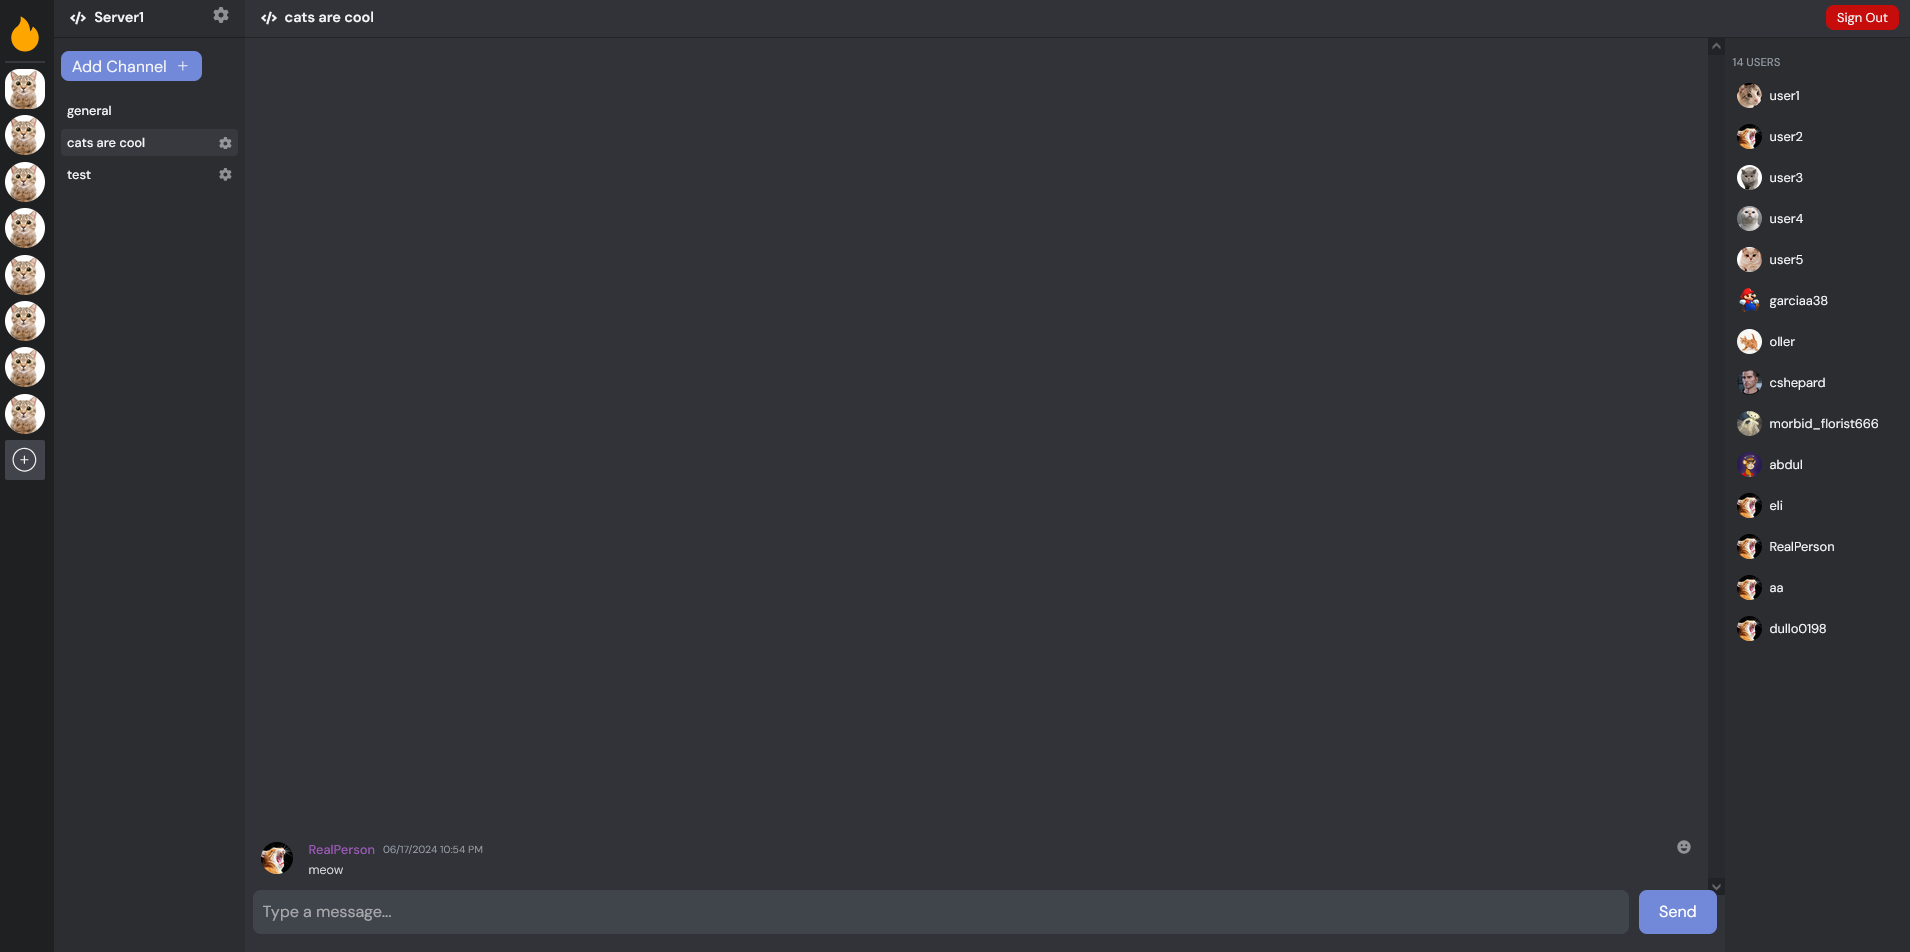 Server1
cats are cool
Sign Out
Add Channel +
general
cats are cool
test
14 USERS
user1
user2
user3
user4
user5
garciaa38
oller
cshepard
morbid_florist666
abdul
eli
RealPerson
aa
dullo0198
RealPerson 06/17/2024 10:54 PM
meow
Type a message...
Send